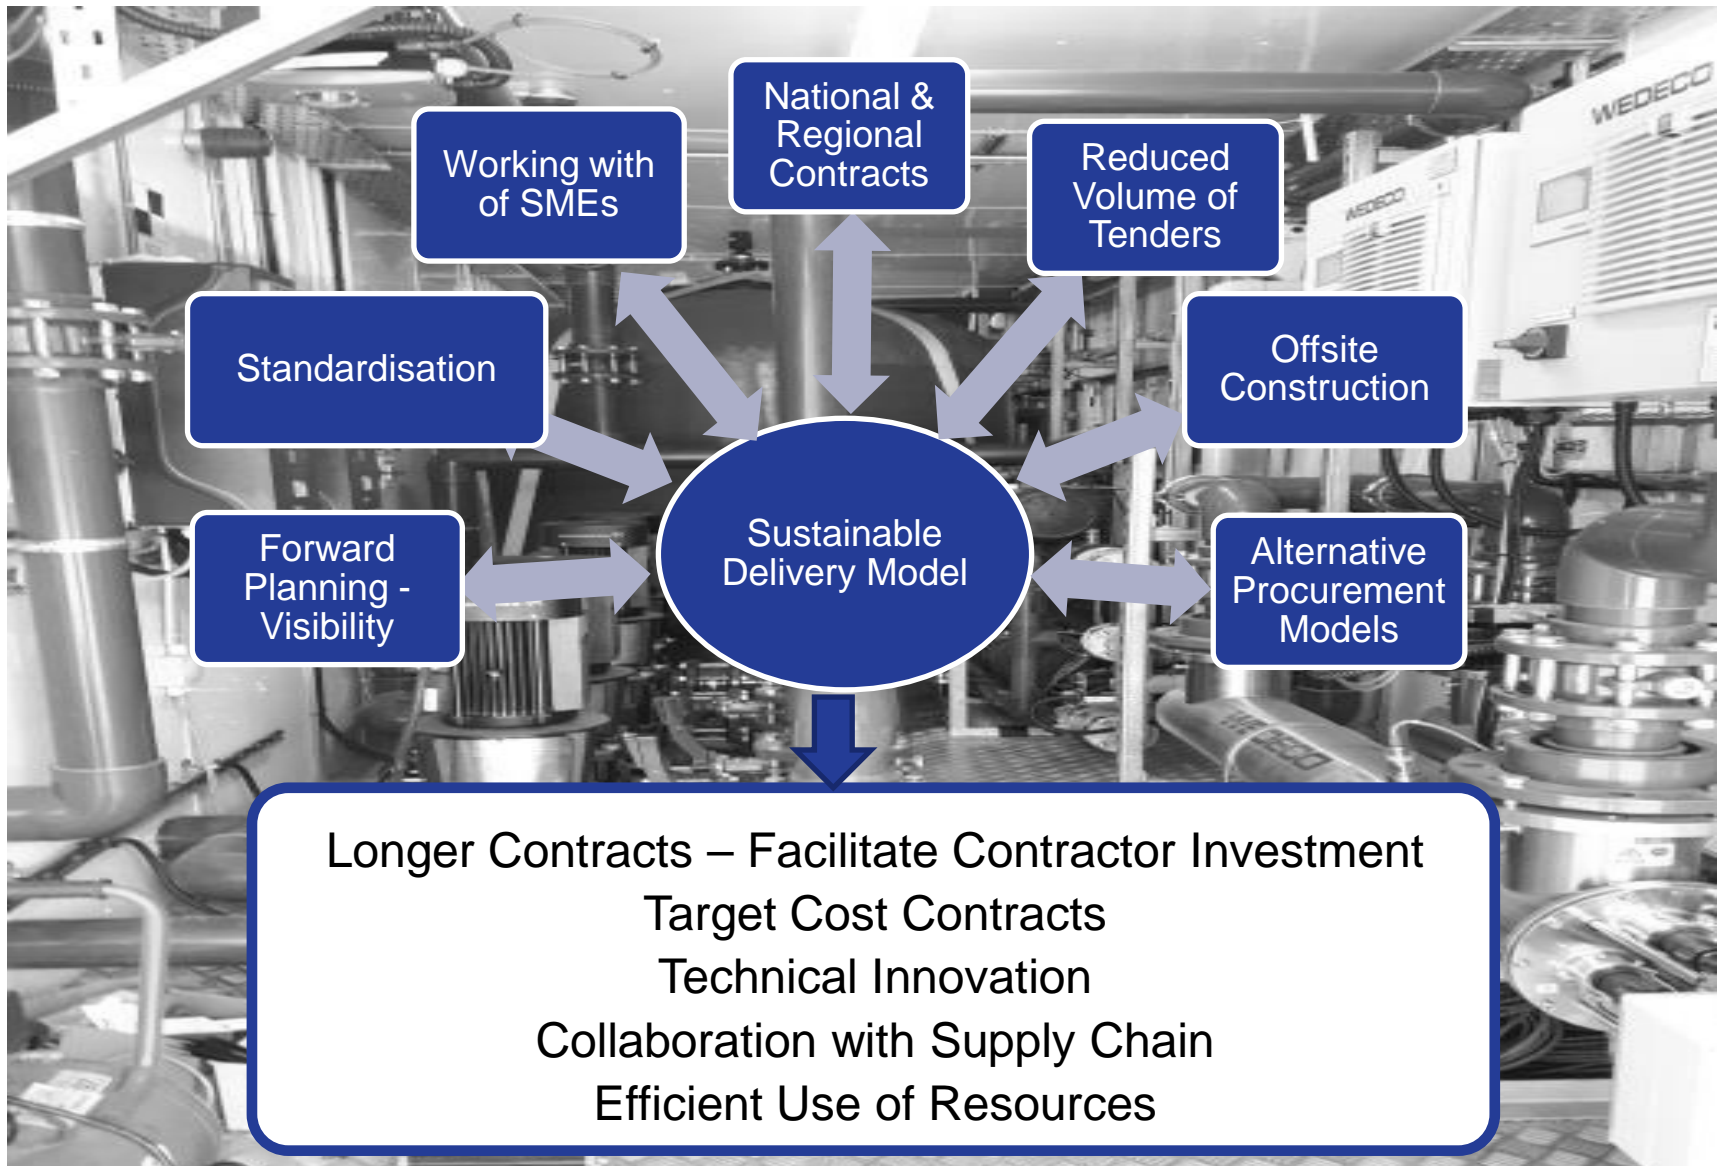 National &
Regional
Contracts
Working with
of SMEs
Reduced
Volume of
Tenders
Standardisation
Offsite
Construction
Forward
Planning -
Visibility
Sustainable
Delivery Model
Alternative
Procurement
Models
Longer Contracts – Facilitate Contractor Investment
Target Cost Contracts
Technical Innovation
Collaboration with Supply Chain
Efficient Use of Resources
WEDECO
WEDECO
WEDECO